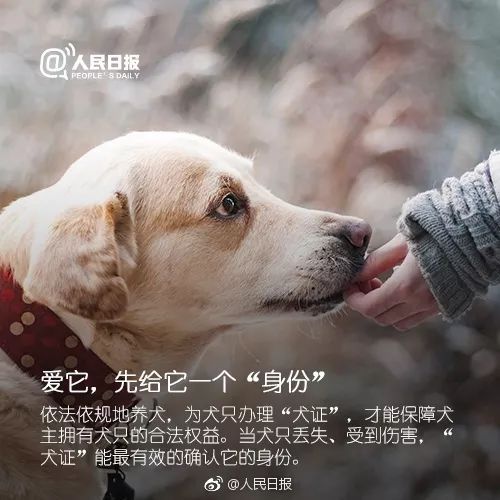 @人民日报
PEOPLE'S DAILY
爱它，先给它一个“身份”
依法依规地养犬，为犬只办理“犬证”，才能保障犬
主拥有犬只的合法权益。当犬只丢失、受到伤害，“
犬证”能最有效的确认它的身份。
@人民日报